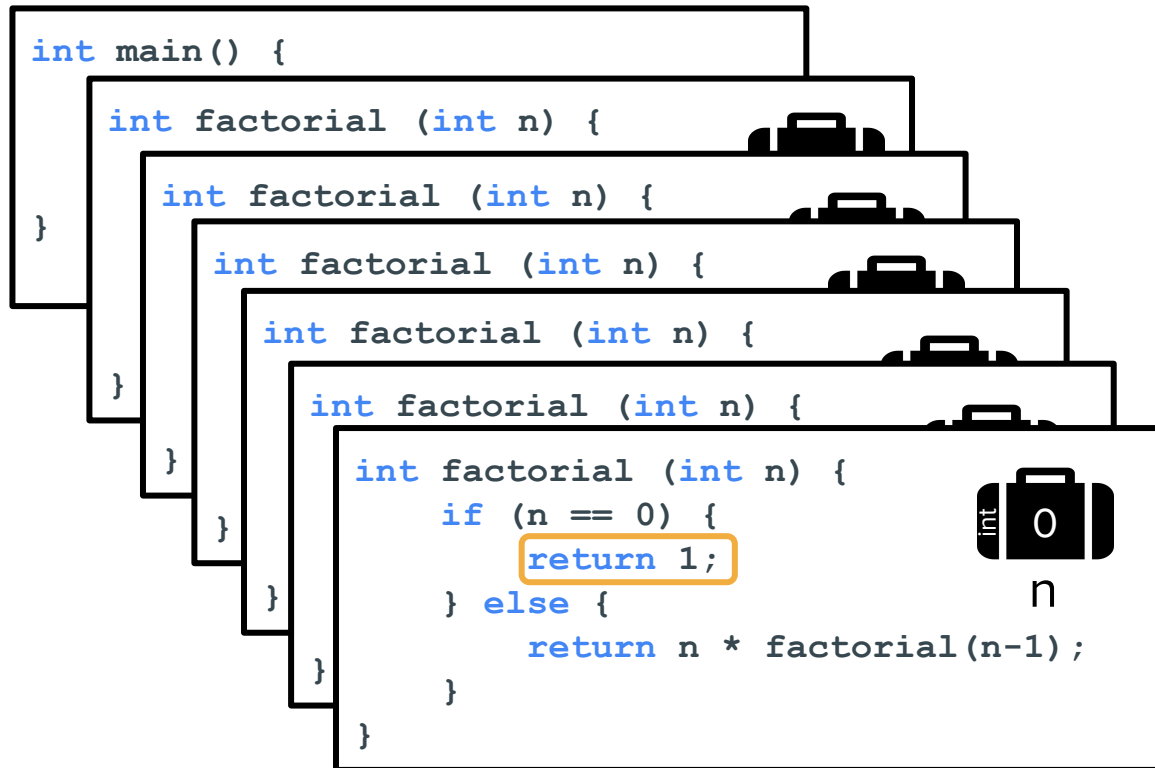 int main() {
int factorial (int n) {
int factorial (int n) {
}
int factorial (int n) {
int factorial (int n) {
}
int factorial (int n) {
}
int factorial (int n) {
if (n == 0) {
int
0
}
return 1;
n
}
} else {
return n * factorial(n-1);
}
}
}